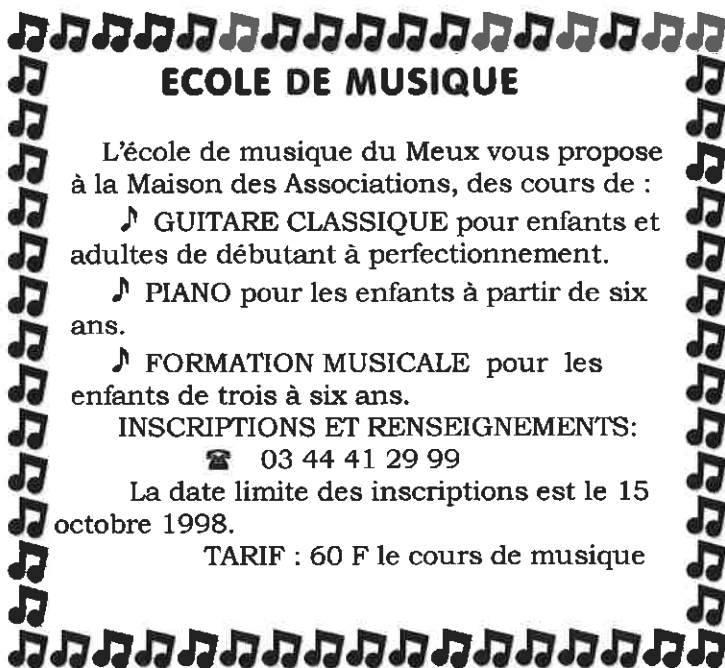 ECOLE DE MUSIQUE
L'école de musique du Meux vous propose
à la Maison des Associations, des cours de :
♪ GUITARE CLASSIQUE pour enfants et
adultes de débutant à perfectionnement.
♪ PIANO pour les enfants à partir de six
ans.
♪ FORMATION MUSICALE pour les
enfants de trois à six ans.
INSCRIPTIONS ET RENSEIGNEMENTS:
☎ 03 44 41 29 99
La date limite des inscriptions est le 15
octobre 1998.
TARIF : 60 F le cours de musique